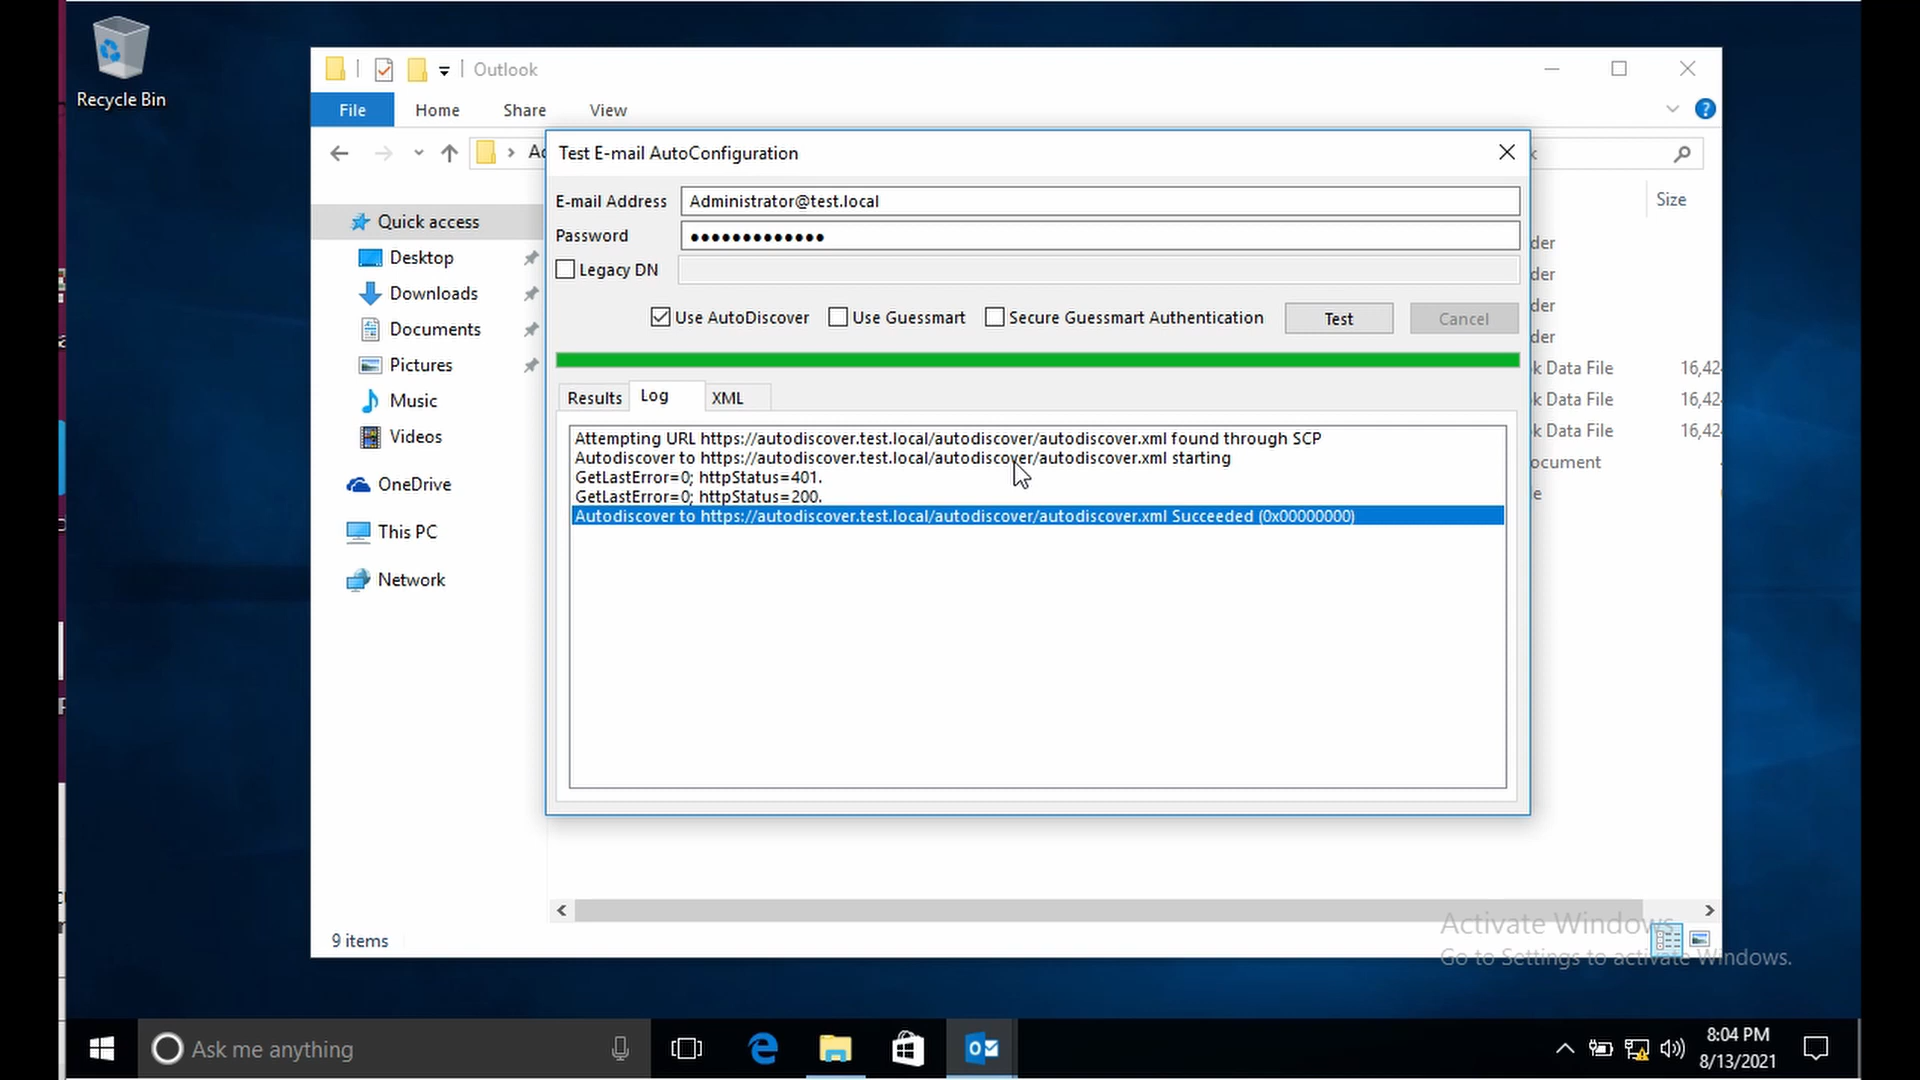 Recycle Bin
Outlook
File Home Share View
Test E-mail AutoConfiguration
E-mail Address Administrator@test.local
Password ●●●●●●●●●●●●●
Legacy DN
Use AutoDiscover Use Guessmart Secure Guessmart Authentication Test Cancel
Results Log XML
Attempting URL https://autodiscover.test.local/autodiscover/autodiscover.xml found through SCP
Autodiscover to https://autodiscover.test.local/autodiscover/autodiscover.xml starting
GetLastError=0; httpStatus=401.
GetLastError=0; httpStatus=200.
Autodiscover to https://autodiscover.test.local/autodiscover/autodiscover.xml Succeeded (0x00000000)
Quick access
Desktop
Downloads
Documents
Pictures
Music
Videos
OneDrive
This PC
Network
Size
der
der
der
der
k Data File 16,42
k Data File 16,42
k Data File 16,42
ocument
e
9 items
Activate Windows
Go to Settings to activate Windows.
Ask me anything
8:04 PM
8/13/2021